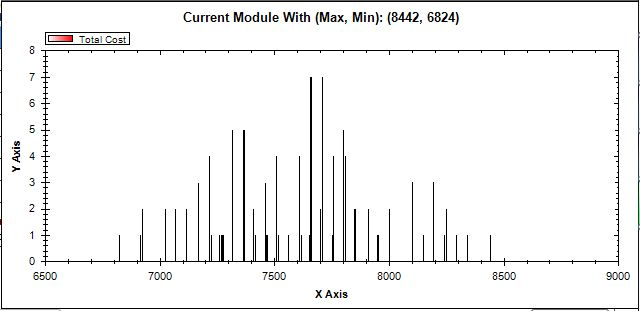 Current Module With (Max, Min): (8442, 6824)
Total Cost
8
7
6
5
4
3
2
1
0
Y Axis
6500 7000 7500 8000 8500 9000
X Axis